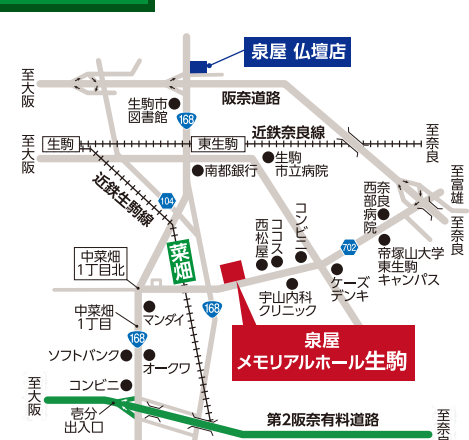 泉屋 仏壇店
至大阪
阪奈道路
生駒市
図書館
168
近鉄奈良線
至奈良
至大阪
生駒
東生駒
南都銀行
生駒
市立病院
至富雄
近鉄生駒線
104
奈良
西部病院
至奈良
コンビニ
ココス
西松屋
702
帝塚山大学
東生駒
キャンパス
菜畑
中菜畑
1丁目北
ケーズ
デンキ
宇山内科
クリニック
168
マンダイ
中菜畑
1丁目
168
泉屋
メモリアルホール生駒
ソフトバンク
オークワ
コンビニ
至大阪
壱分
出入口
第2阪奈有料道路
至奈良